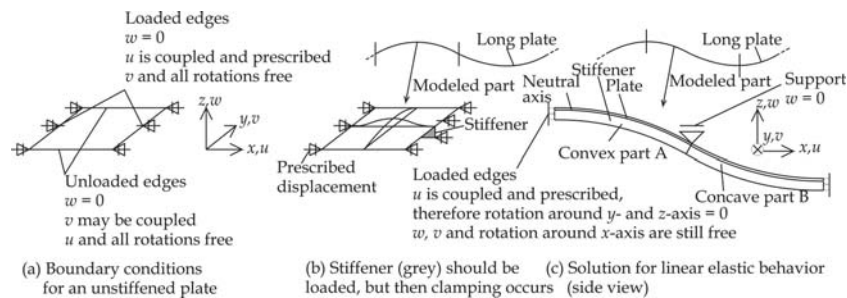 Loaded edges
w = 0
u is coupled and prescribed
v and all rotations free
z,w
y,v
x,u
Unloaded edges
w = 0
v may be coupled
u and all rotations free
(a) Boundary conditions
for an unstiffened plate
Long plate
Modeled part
Stiffener
Prescribed
displacement
Loaded edges
u is coupled and prescribed,
therefore rotation around y- and z-axis = 0
w, v and rotation around x-axis are still free
(b) Stiffener (grey) should be
loaded, but then clamping occurs
Long plate
Modeled part
Neutral
axis
Stiffener
Plate
Support
w = 0
z,w
y,v
x,u
Convex part A
Concave part B
(c) Solution for linear elastic behavior
(side view)